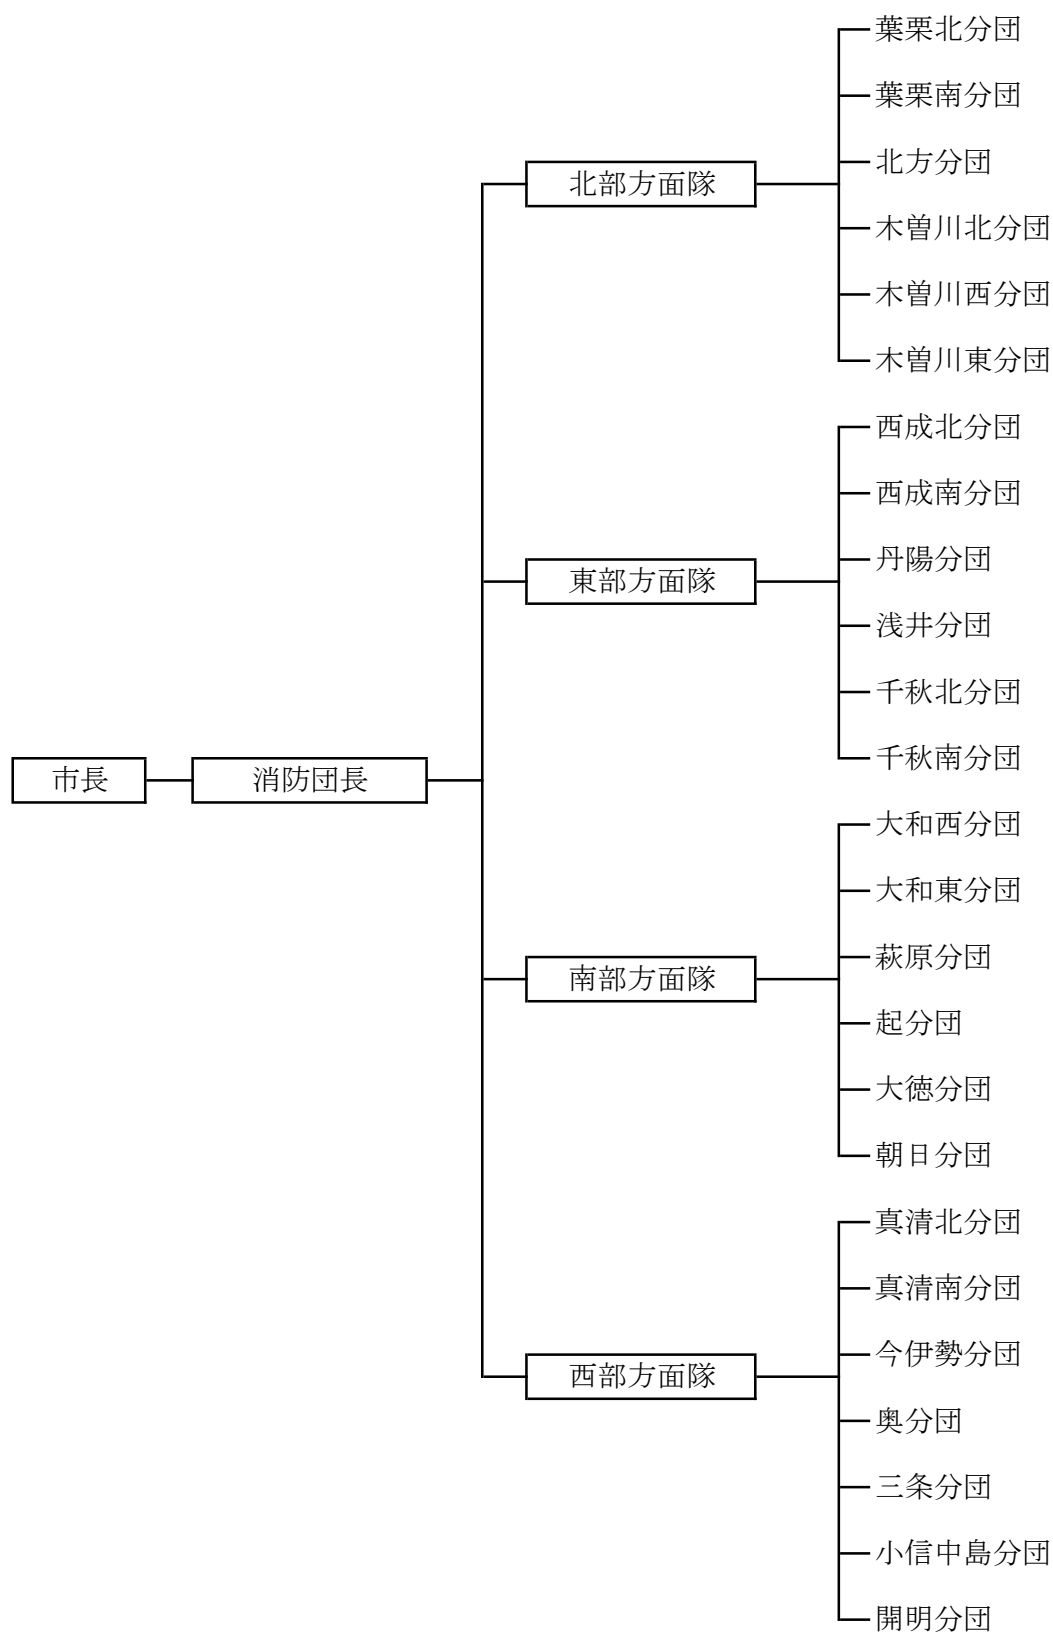 葉栗北分団
葉栗南分団
北方分団
北部方面隊
木曽川北分団
木曽川西分団
木曽川東分団
西成北分団
西成南分団
丹陽分団
東部方面隊
浅井分団
千秋北分団
千秋南分団
市長
消防団長
大和西分団
大和東分団
萩原分団
南部方面隊
起分団
大徳分団
朝日分団
真清北分団
真清南分団
今伊勢分団
西部方面隊
奥分団
三条分団
小信中島分団
開明分団